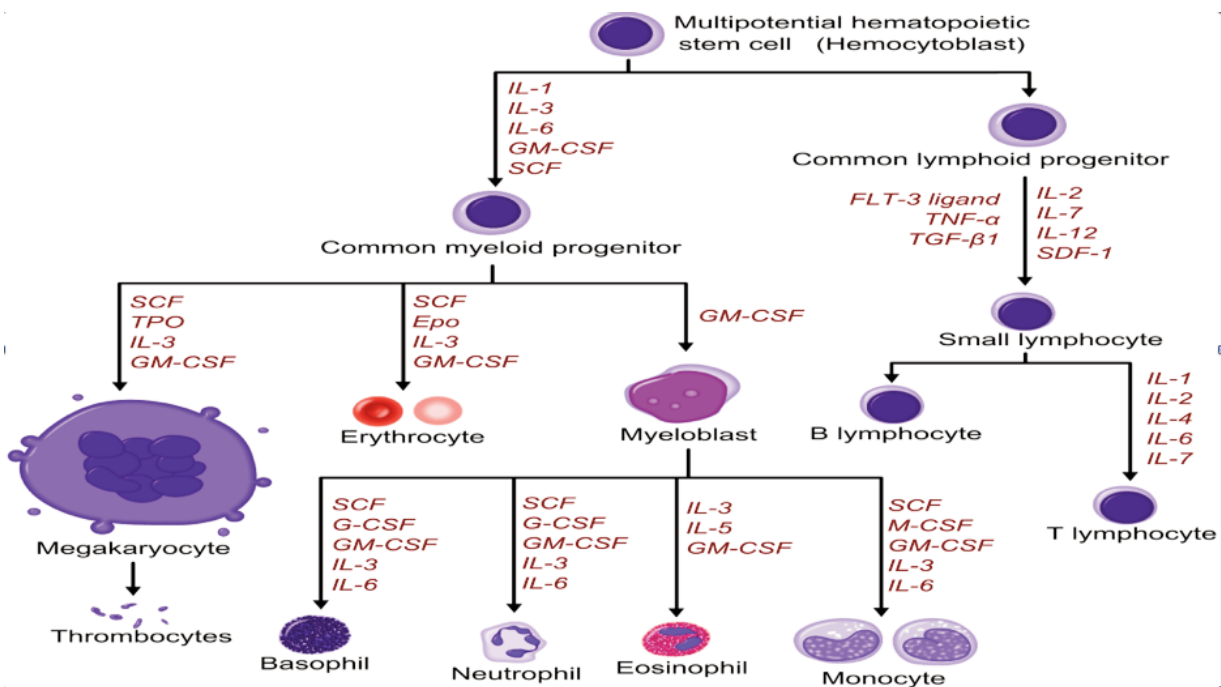 Multipotential hematopoietic
stem cell (Hemocytoblast)
IL-1
IL-3
IL-6
GM-CSF
SCF
Common myeloid progenitor
Common lymphoid progenitor
FLT-3 ligand
TNF-α
TGF-β1
IL-2
IL-7
IL-12
SDF-1
Small lymphocyte
SCF
TPO
IL-3
GM-CSF
SCF
Epo
IL-3
GM-CSF
GM-CSF
Megakaryocyte
Thrombocytes
Erythrocyte
Myeloblast
B lymphocyte
IL-1
IL-2
IL-4
IL-6
IL-7
T lymphocyte
SCF
G-CSF
GM-CSF
IL-3
IL-6
Basophil
SCF
G-CSF
GM-CSF
IL-3
IL-6
Neutrophil
IL-3
IL-5
GM-CSF
Eosinophil
SCF
M-CSF
GM-CSF
IL-3
IL-6
Monocyte